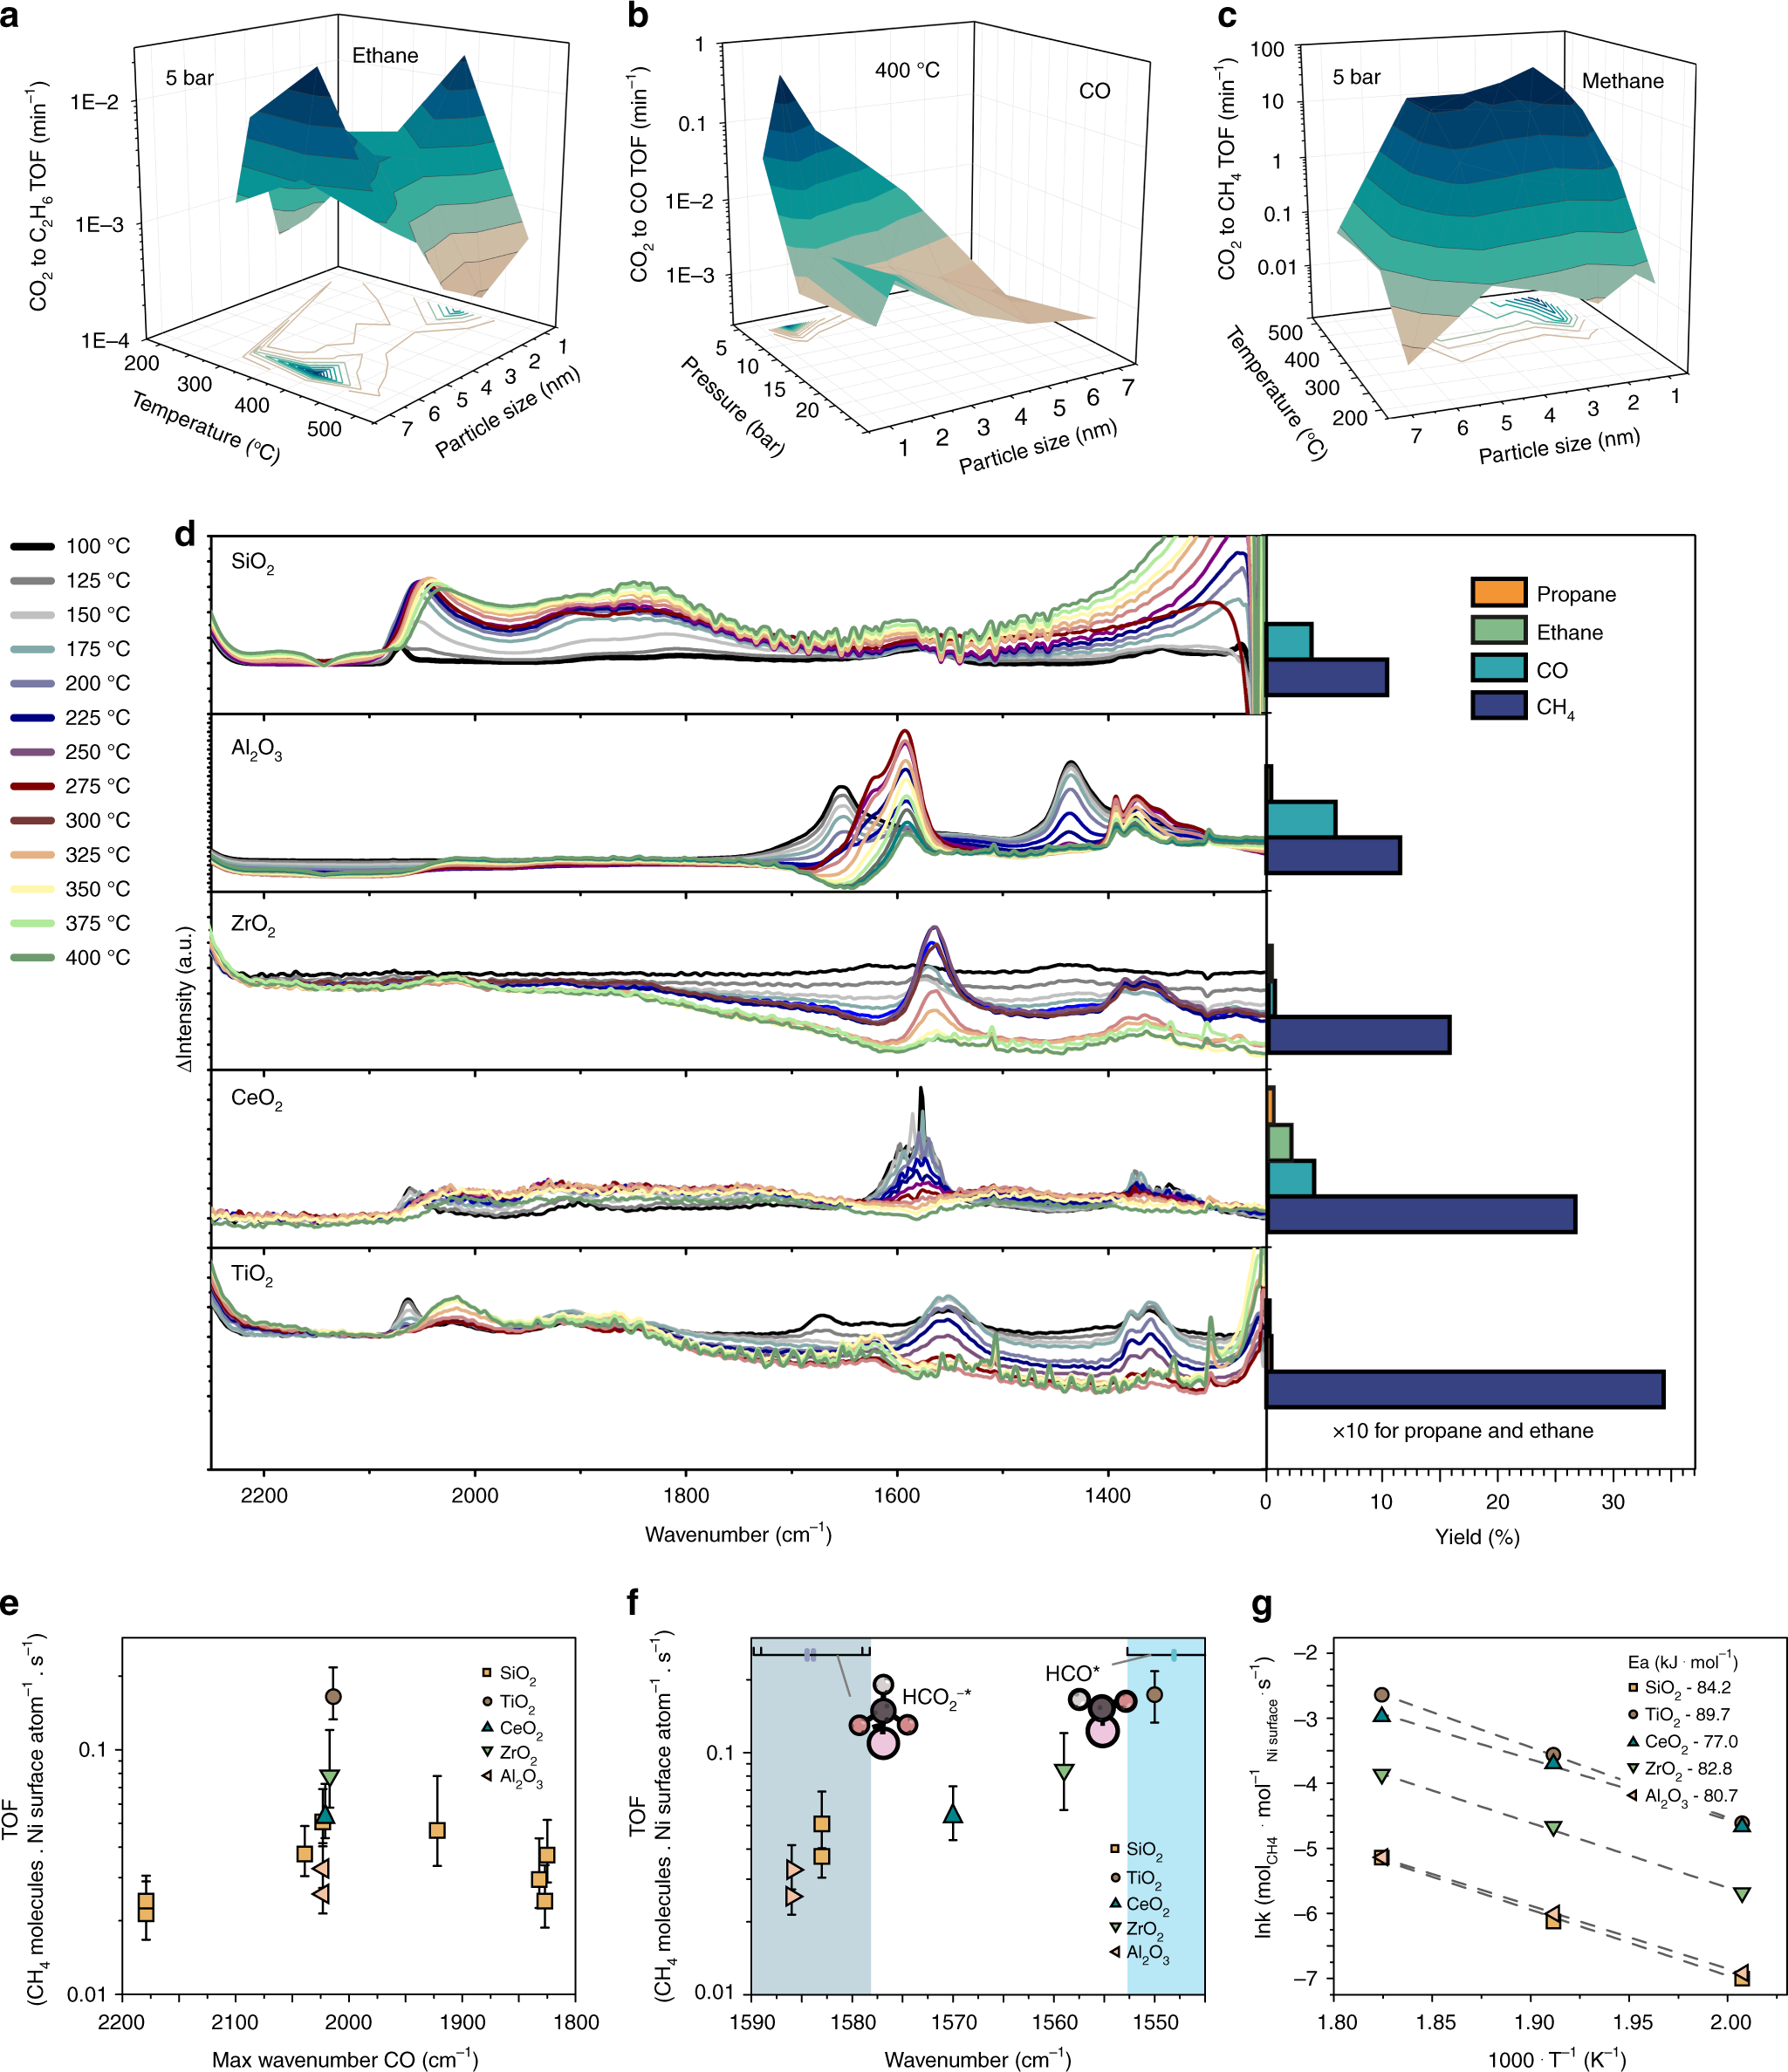 a
5 bar
Ethane
CO2 to C2H6 TOF (min−1)
1E−2
1E−3
1E−4
200
300
400
500
Temperature (°C)
7
6
5
4
3
2
1
Particle size (nm)
b
400 °C
CO
CO2 to CO TOF (min−1)
1
0.1
1E−2
1E−3
5
10
15
20
Pressure (bar)
1
2
3
4
5
6
7
Particle size (nm)
c
5 bar
Methane
CO2 to CH4 TOF (min−1)
100
10
1
0.1
0.01
500
400
300
200
Temperature (°C)
7
6
5
4
3
2
1
Particle size (nm)
d
100 °C
125 °C
150 °C
175 °C
200 °C
225 °C
250 °C
275 °C
300 °C
325 °C
350 °C
375 °C
400 °C
SiO2
Al2O3
ZrO2
CeO2
TiO2
ΔIntensity (a.u.)
2200
2000
1800
1600
1400
Wavenumber (cm−1)
Propane
Ethane
CO
CH4
×10 for propane and ethane
0
10
20
30
Yield (%)
e
TOF
(CH4 molecules . Ni surface atom−1 . s−1)
0.1
0.01
SiO2
TiO2
CeO2
ZrO2
Al2O3
2200
2100
2000
1900
1800
Max wavenumber CO (cm−1)
f
TOF
(CH4 molecules . Ni surface atom−1 . s−1)
0.1
0.01
HCO2−*
HCO*
SiO2
TiO2
CeO2
ZrO2
Al2O3
1590
1580
1570
1560
1550
Wavenumber (cm−1)
g
lnk (molCH4 · mol−1 Ni surface · s−1)
−2
−3
−4
−5
−6
−7
Ea (kJ · mol−1)
SiO2 - 84.2
TiO2 - 89.7
CeO2 - 77.0
ZrO2 - 82.8
Al2O3 - 80.7
1.80
1.85
1.90
1.95
2.00
1000 · T−1 (K−1)